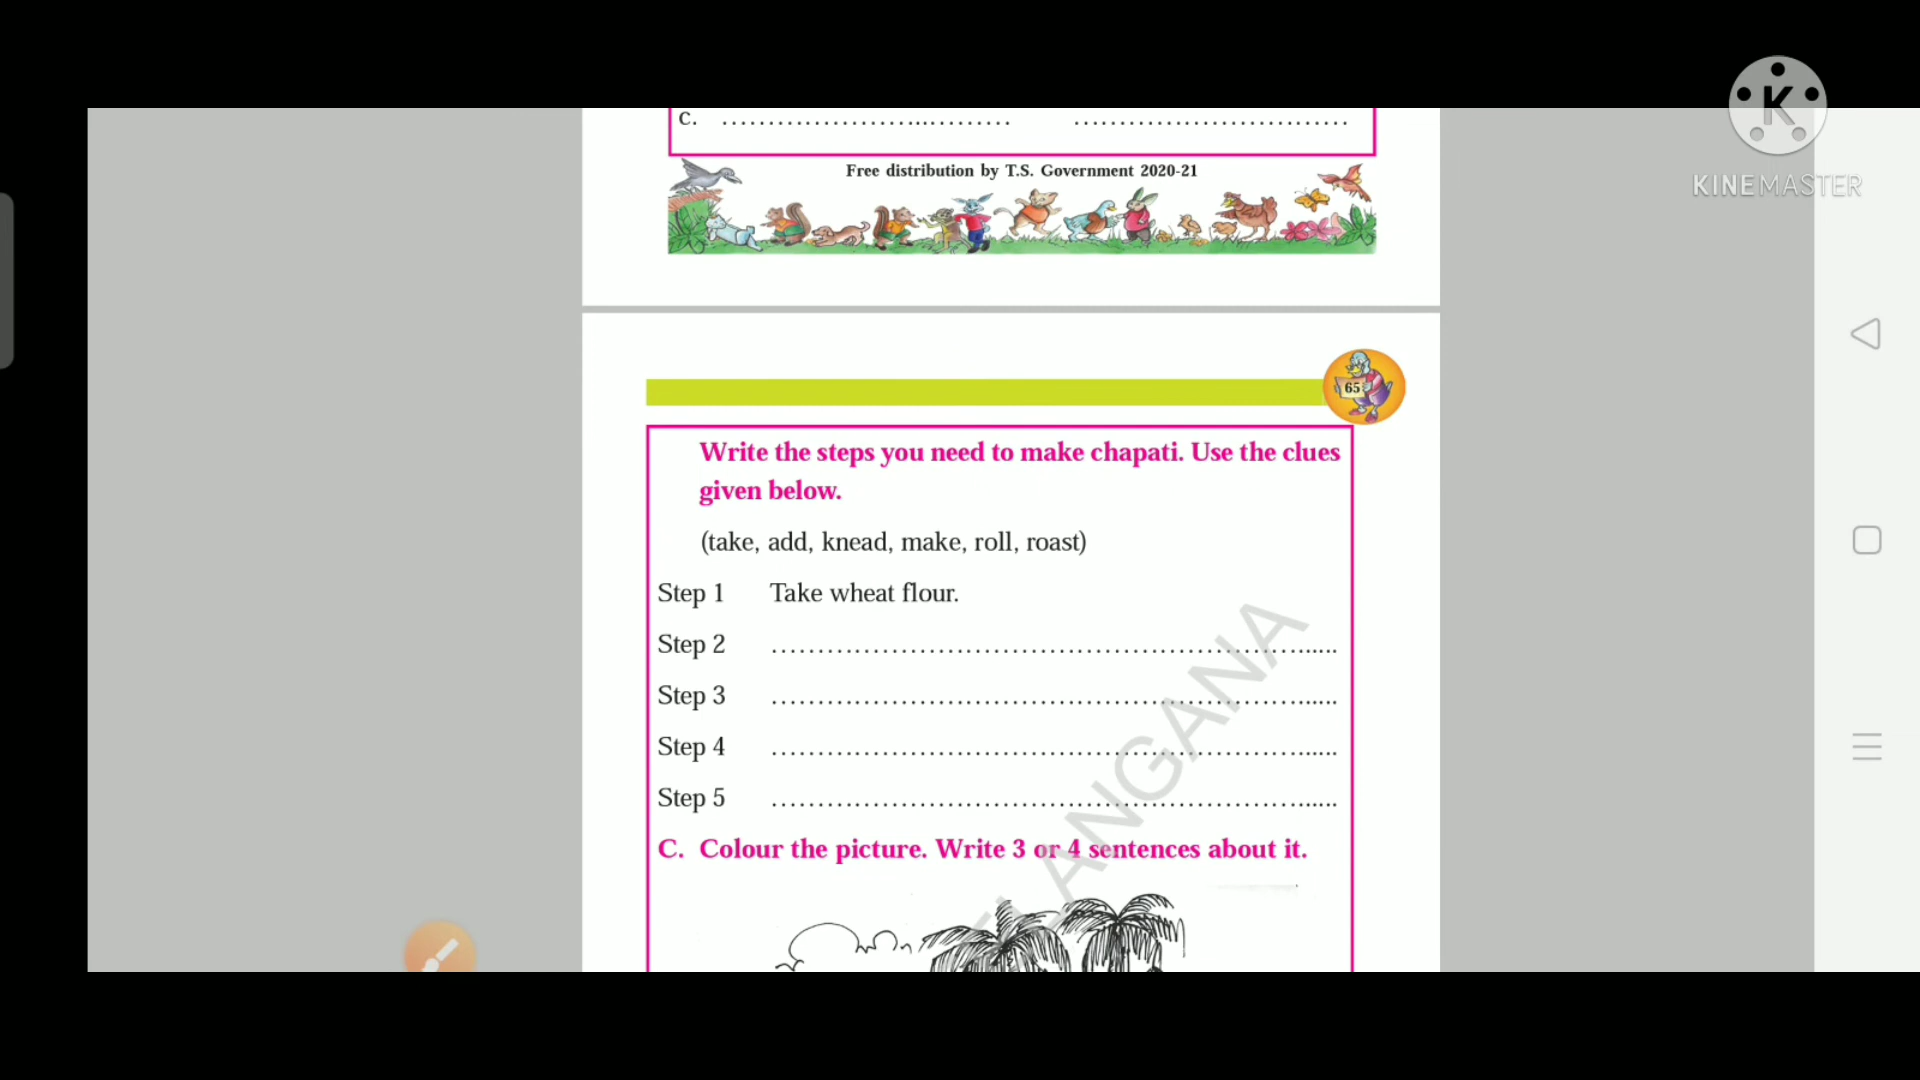 K
KINEMASTER
C. ................................ ..............................
Free distribution by T.S. Government 2020-21
65
Write the steps you need to make chapati. Use the clues
given below.
(take, add, knead, make, roll, roast)
Step 1 Take wheat flour.
Step 2 ................................................................
Step 3 ................................................................
Step 4 ................................................................
Step 5 ................................................................
C. Colour the picture. Write 3 or 4 sentences about it.